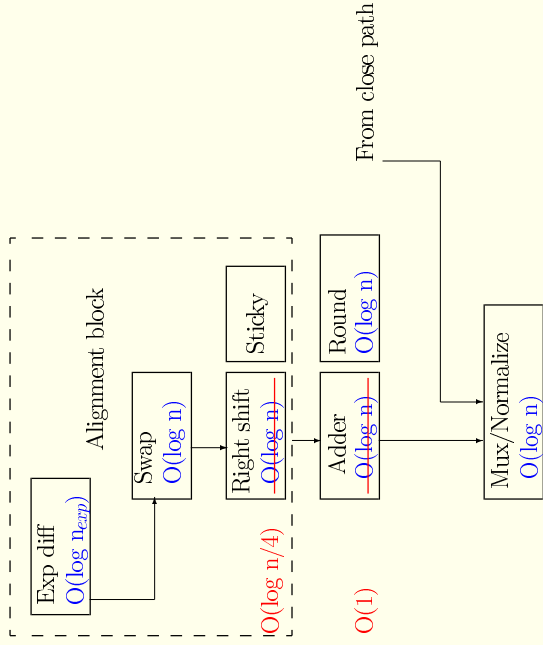 Exp diff
O(log n_exp)
Alignment block
Swap
O(log n)
Right shift
O(log n)
O(log n/4)
Sticky
Adder
O(log n)
O(1)
Round
O(log n)
From close path
Mux/Normalize
O(log n)